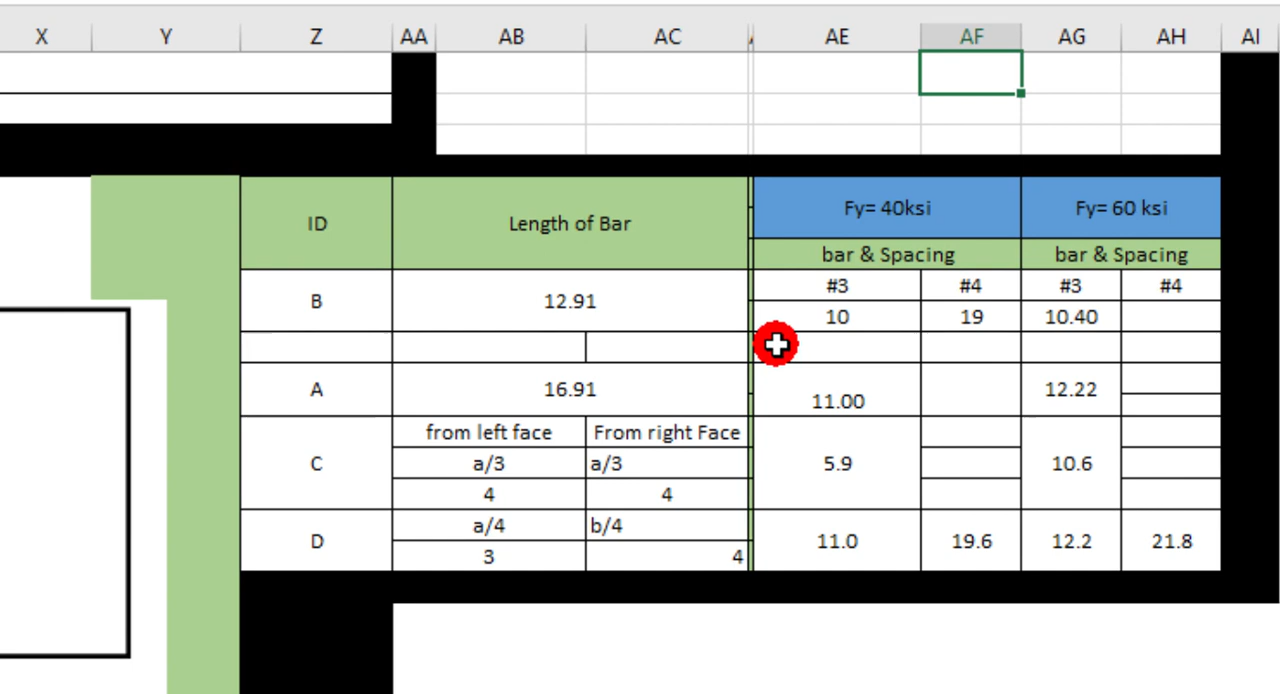 X Y Z AA AB AC AE AF AG AH AI
ID Length of Bar Fy= 40ksi Fy= 60 ksi
bar & Spacing bar & Spacing
B 12.91 #3 #4 #3 #4
10 19 10.40
A 16.91 11.00 12.22
from left face From right Face
C a/3 a/3 5.9 10.6
4 4
a/4 b/4
D 11.0 19.6 12.2 21.8
3 4